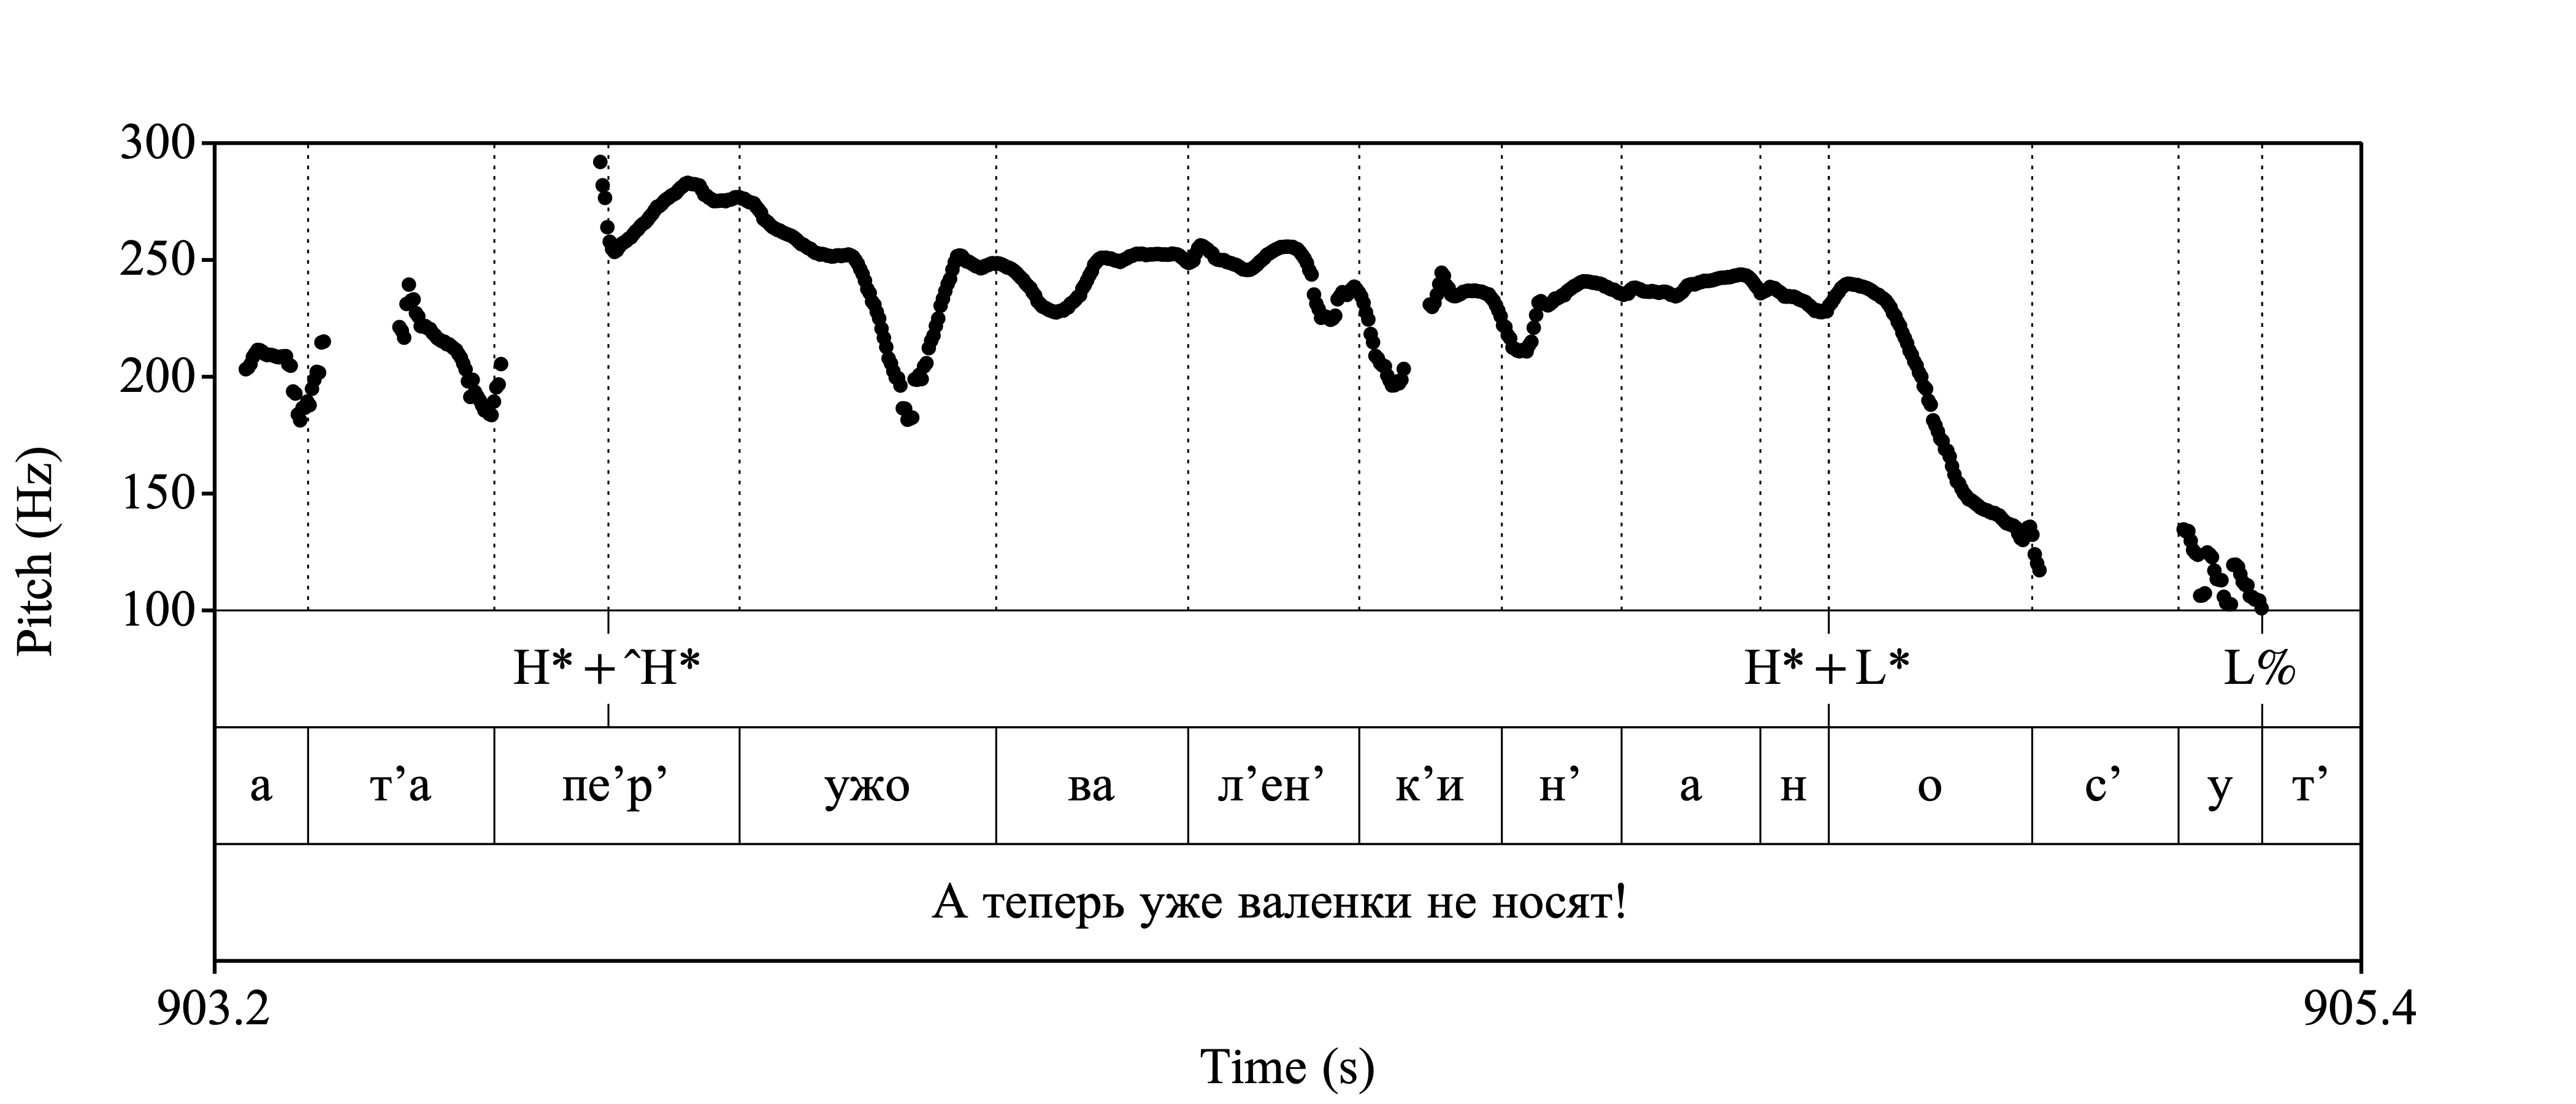 300
250
200
150
100
Pitch (Hz)
H* + ˆH* H* + L* L%
а т’а пе’р’ ужо ва л’ен’ к’и н’ а н о с’ у т’
А теперь уже валенки не носят!
903.2 905.4
Time (s)